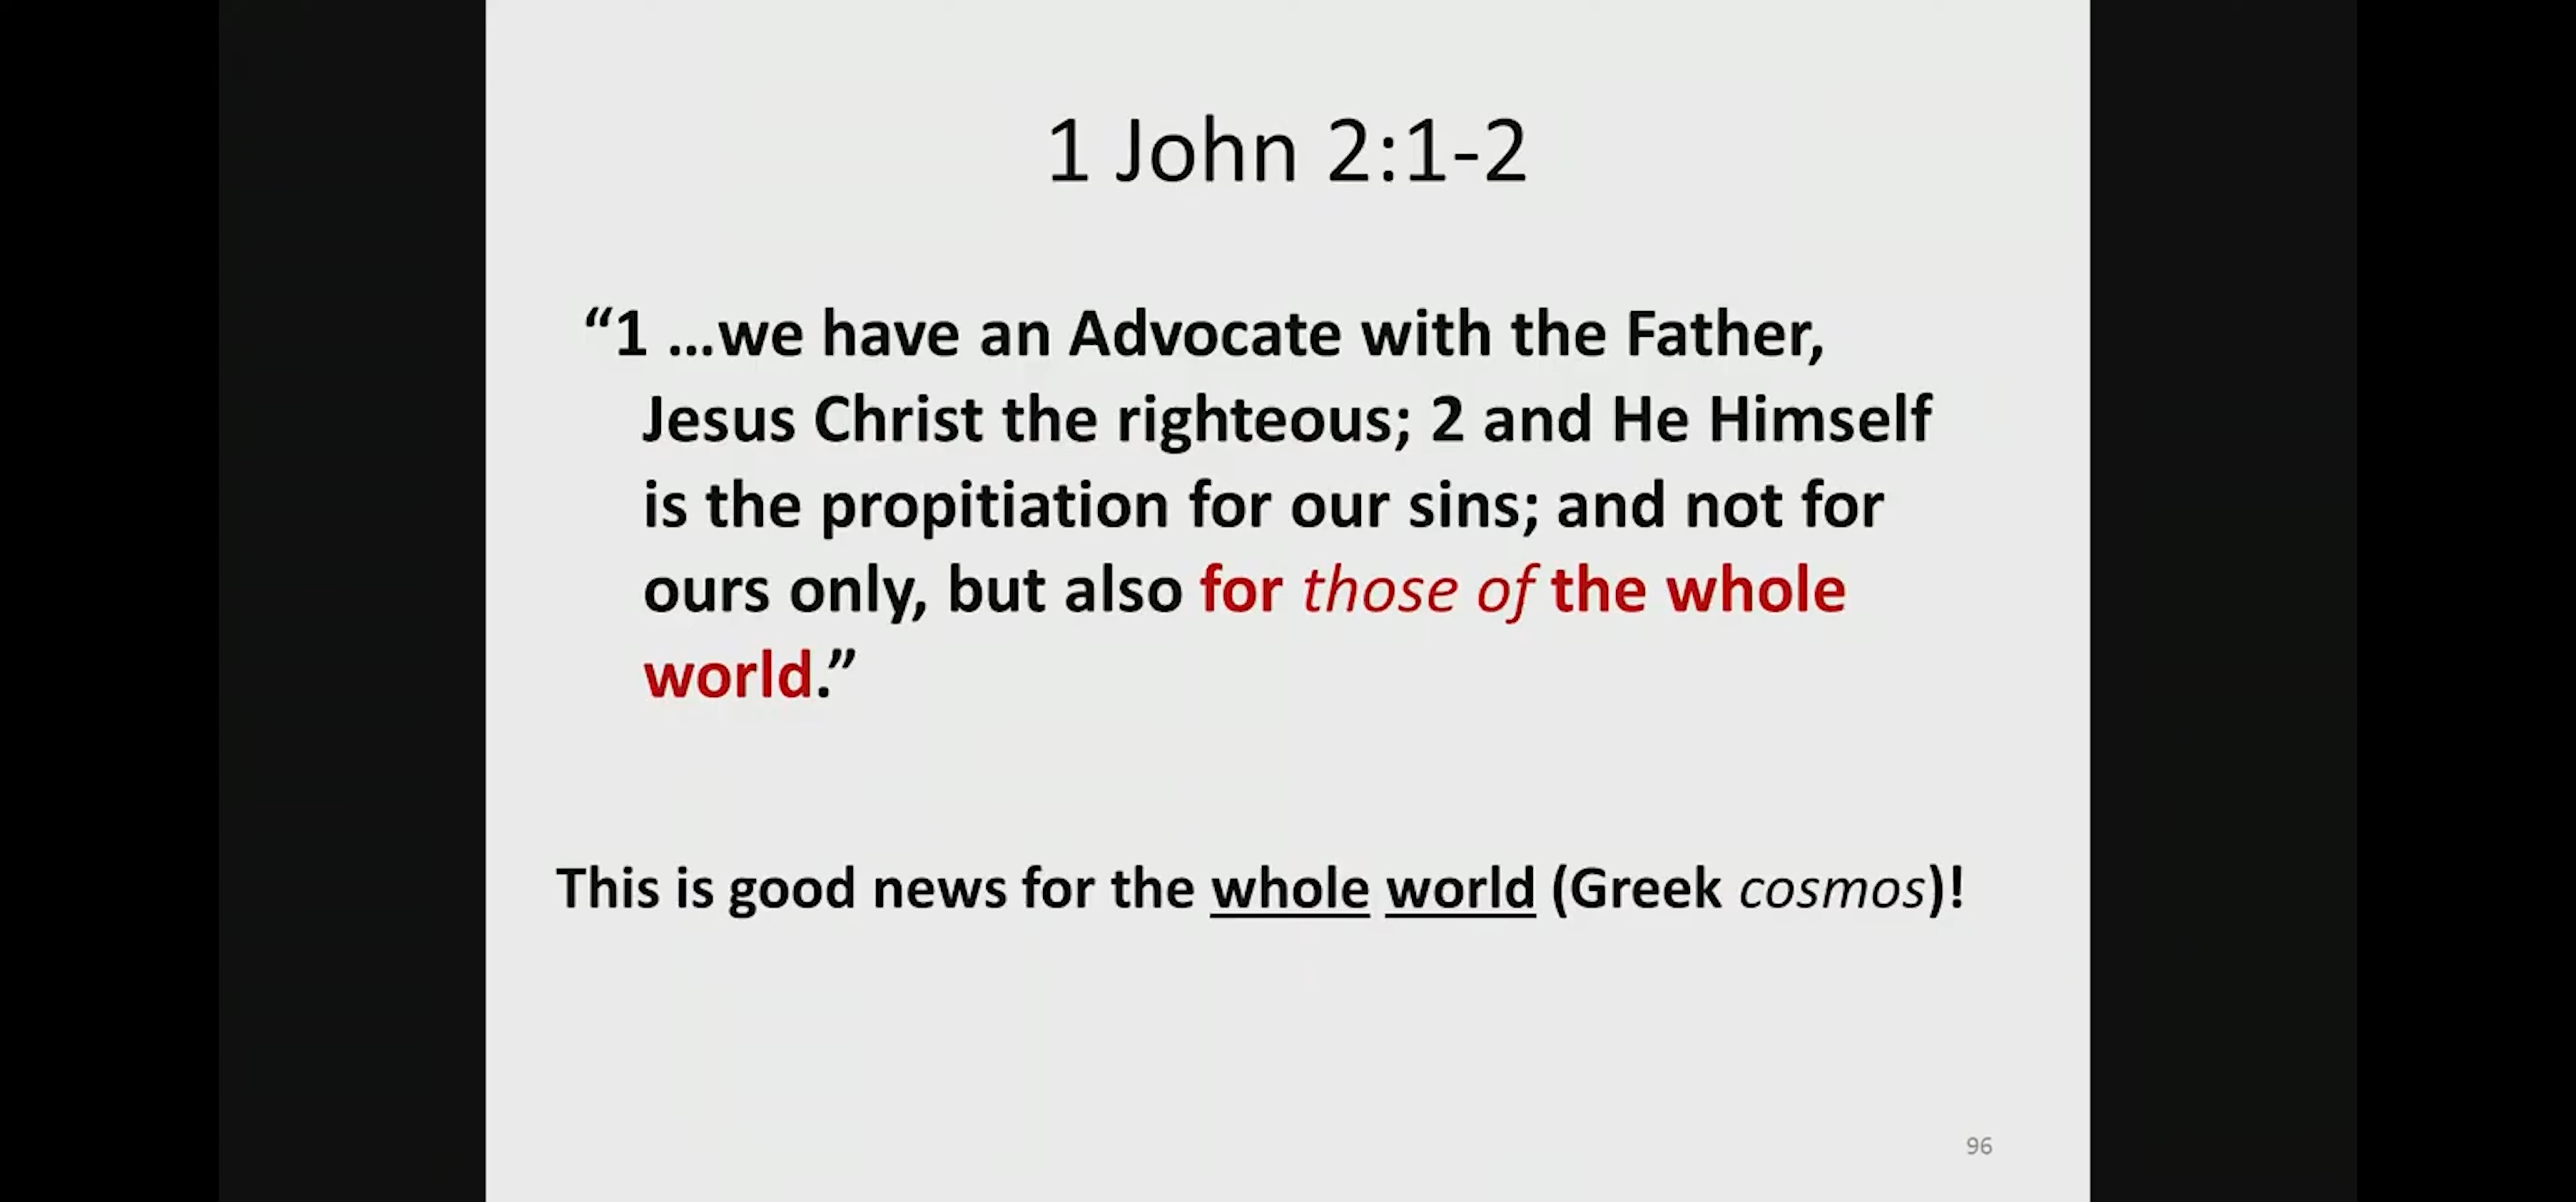 1 John 2:1-2
“1 ...we have an Advocate with the Father,
Jesus Christ the righteous; 2 and He Himself
is the propitiation for our sins; and not for
ours only, but also for those of the whole
world.”
This is good news for the whole world (Greek cosmos)!
96